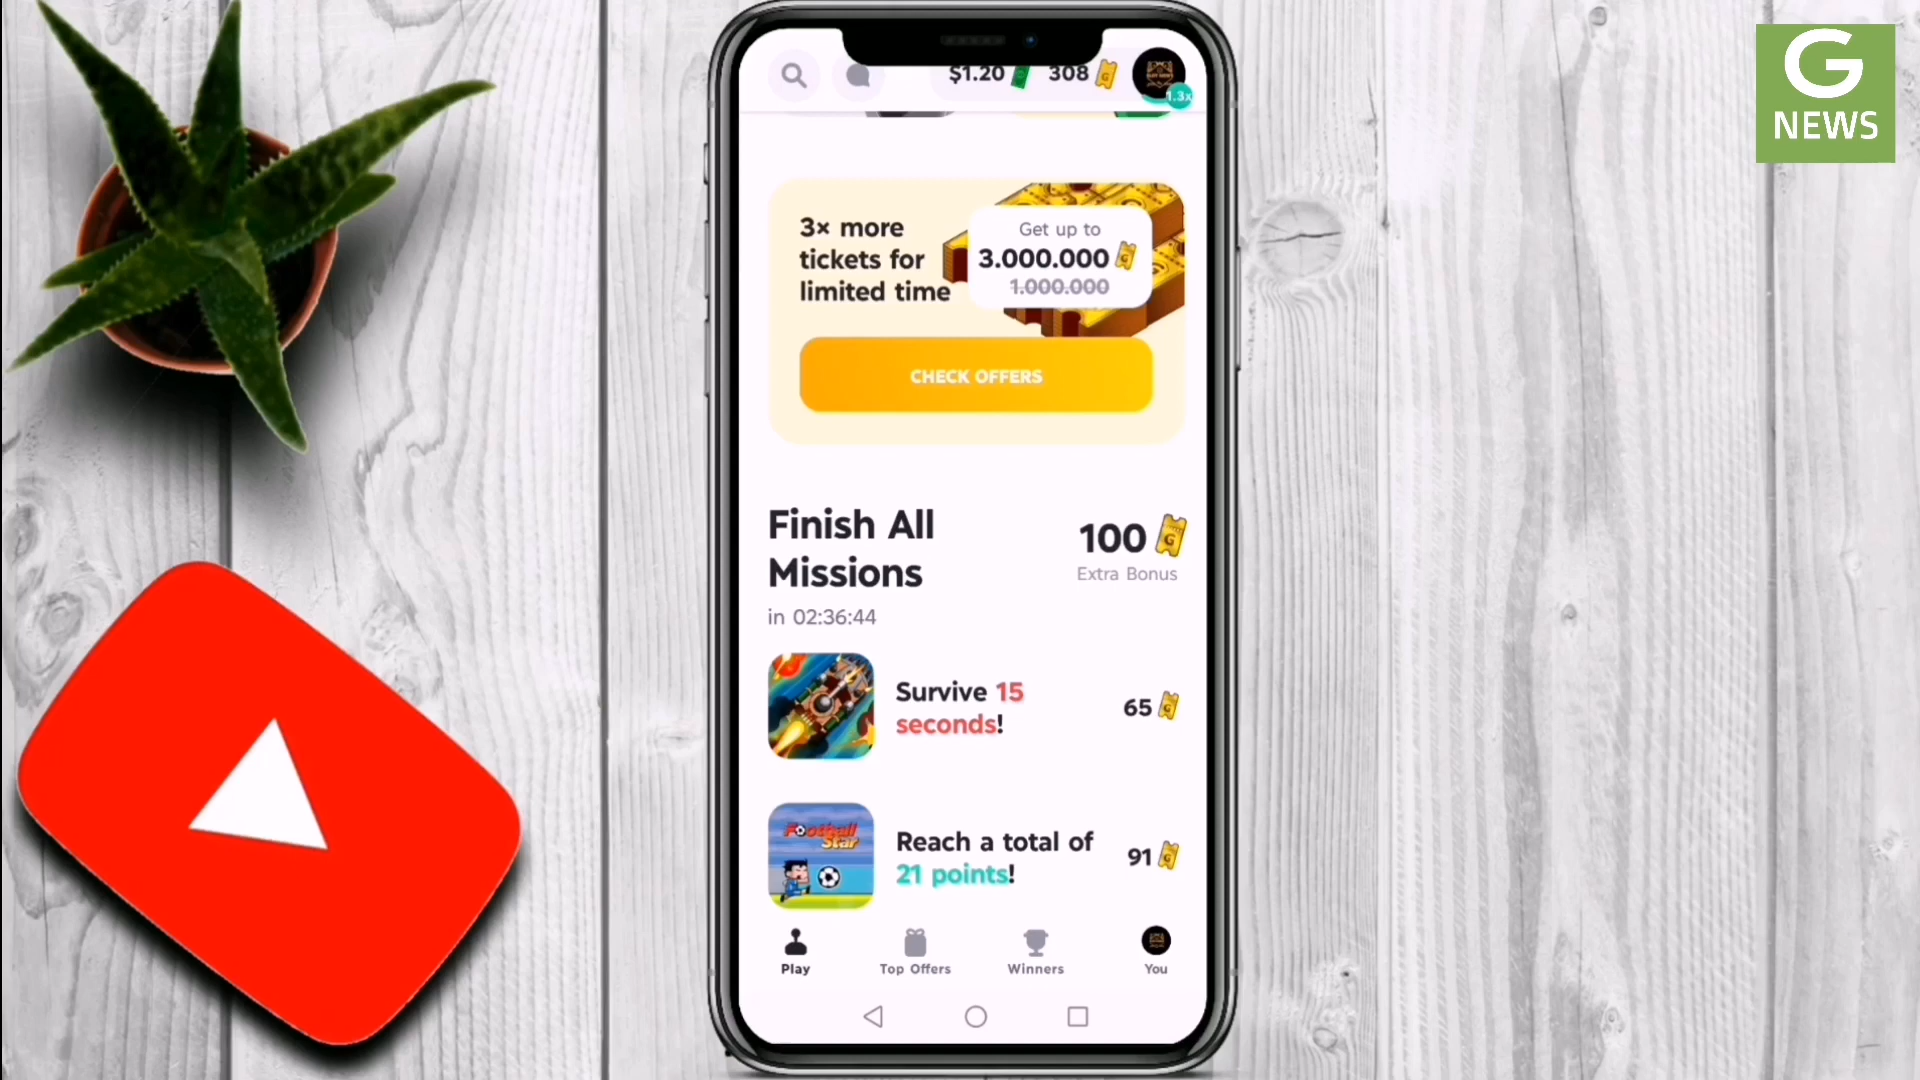 G
NEWS
$1.20 308
1.3x
3× more
tickets for
limited time
Get up to
3.000.000
1.000.000
CHECK OFFERS
Finish All
Missions
in 02:36:44
100
Extra Bonus
Survive 15
seconds!
65
Football
Star
Reach a total of
21 points!
91
Play
Top Offers
Winners
You